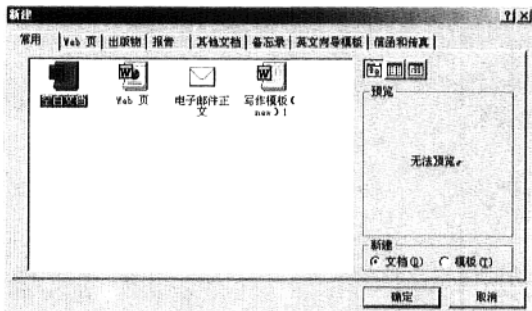 新建
常用 Web 页 出版物 报告 其他文档 备忘录 英文向导模板 信函和传真
空白文档 Web 页 电子邮件正文 写作模板(new)1
预览
无法预览。
新建
文档(D) 模板(T)
确定 取消